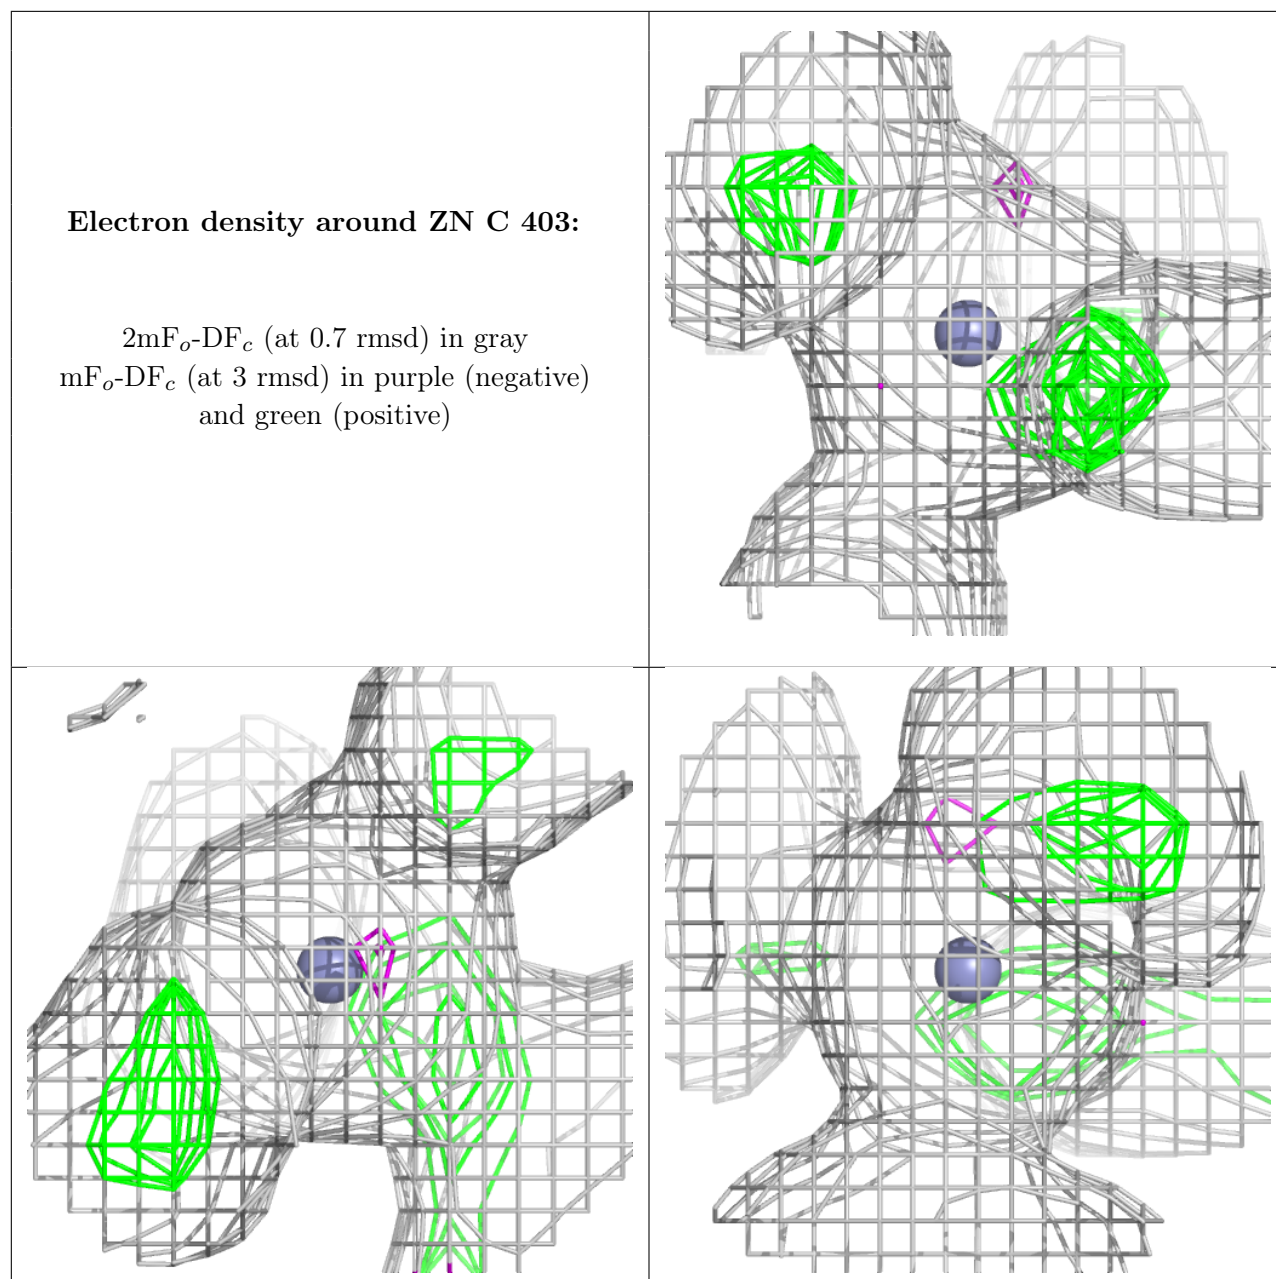 Electron density around ZN C 403:
2mFo-DFc (at 0.7 rmsd) in gray
mFo-DFc (at 3 rmsd) in purple (negative)
and green (positive)